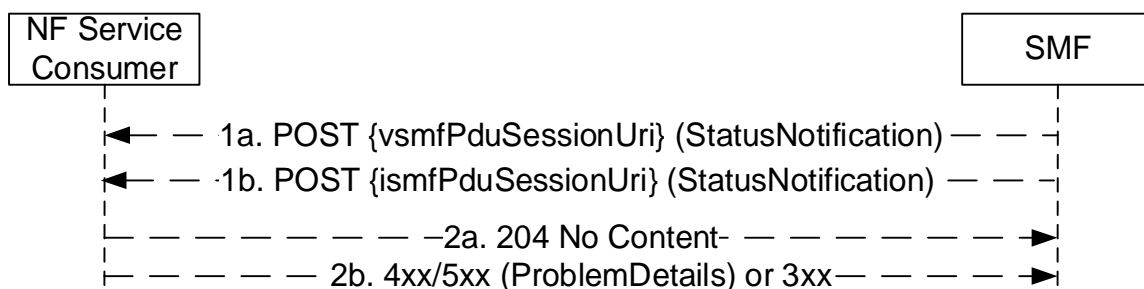 NF Service
Consumer
SMF
1a. POST {vsmfPduSessionUri} (StatusNotification)
1b. POST {ismfPduSessionUri} (StatusNotification)
2a. 204 No Content
2b. 4xx/5xx (ProblemDetails) or 3xx